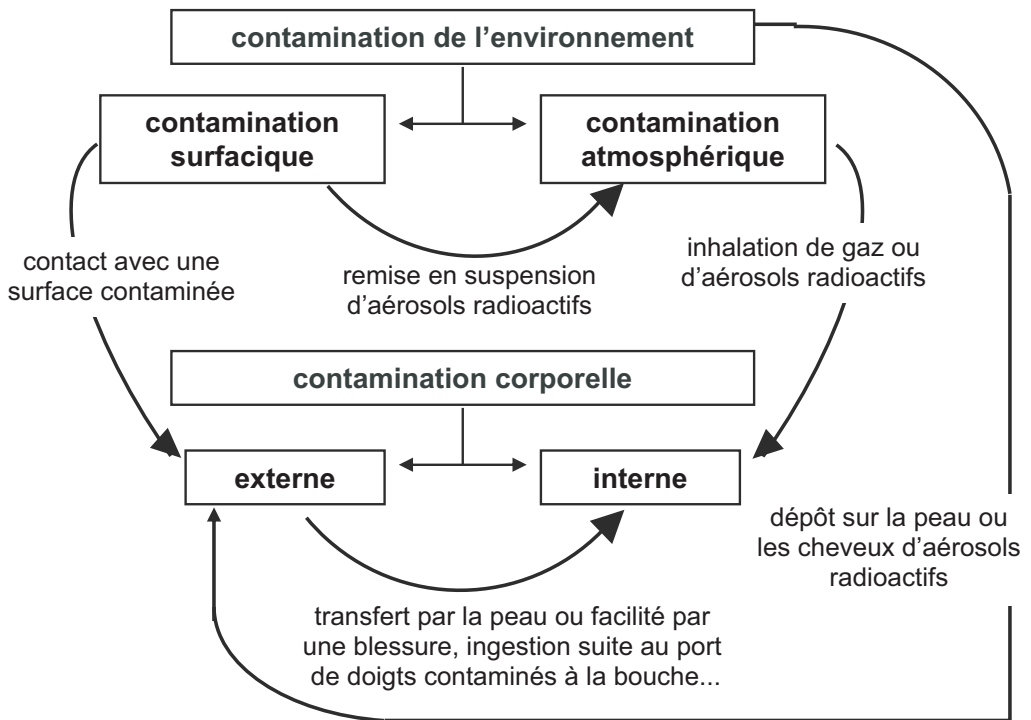 contamination de l'environnement
contamination
surfacique
contamination
atmosphérique
contact avec une
surface contaminée
remise en suspension
d'aérosols radioactifs
inhalation de gaz ou
d'aérosols radioactifs
contamination corporelle
externe
interne
dépôt sur la peau ou
les cheveux d'aérosols
radioactifs
transfert par la peau ou facilité par
une blessure, ingestion suite au port
de doigts contaminés à la bouche...